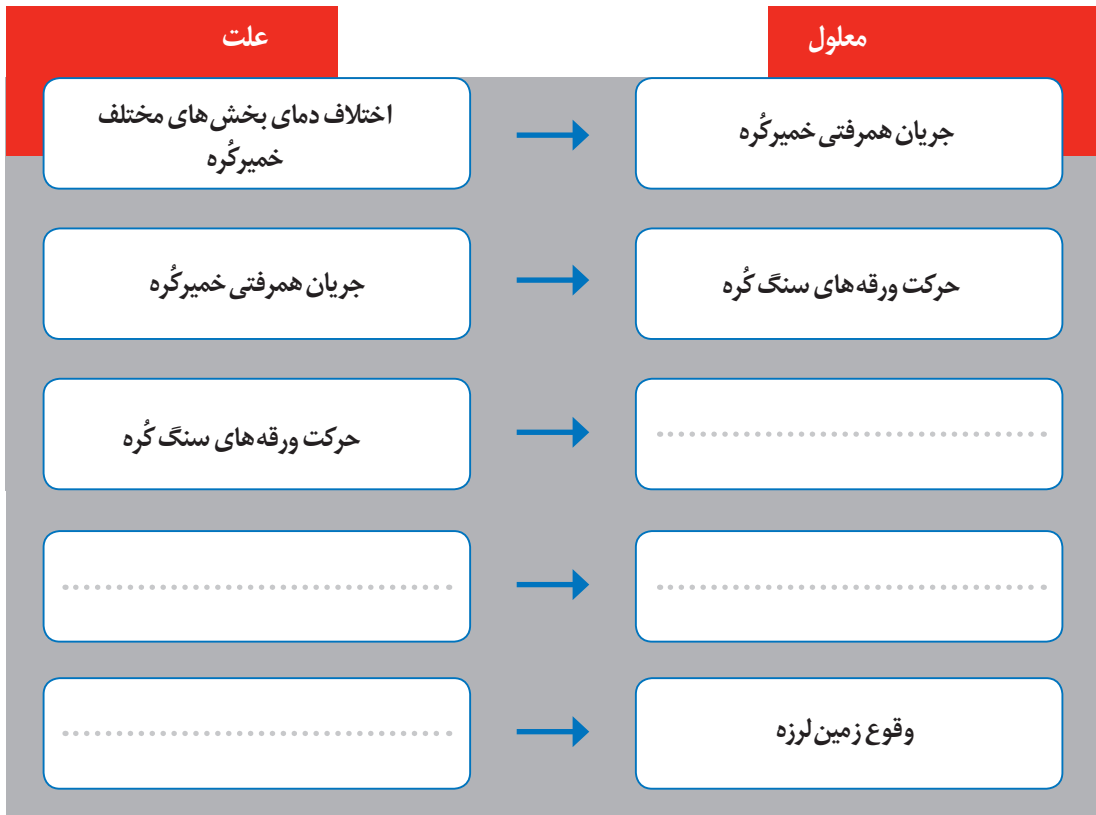 علت
معلول
اختلاف دمای بخش‌های مختلف
خمیرکُره
جریان همرفتی خمیرکُره
جریان همرفتی خمیرکُره
حرکت ورقه‌های سنگ کُره
حرکت ورقه‌های سنگ کُره
وقوع زمین‌لرزه